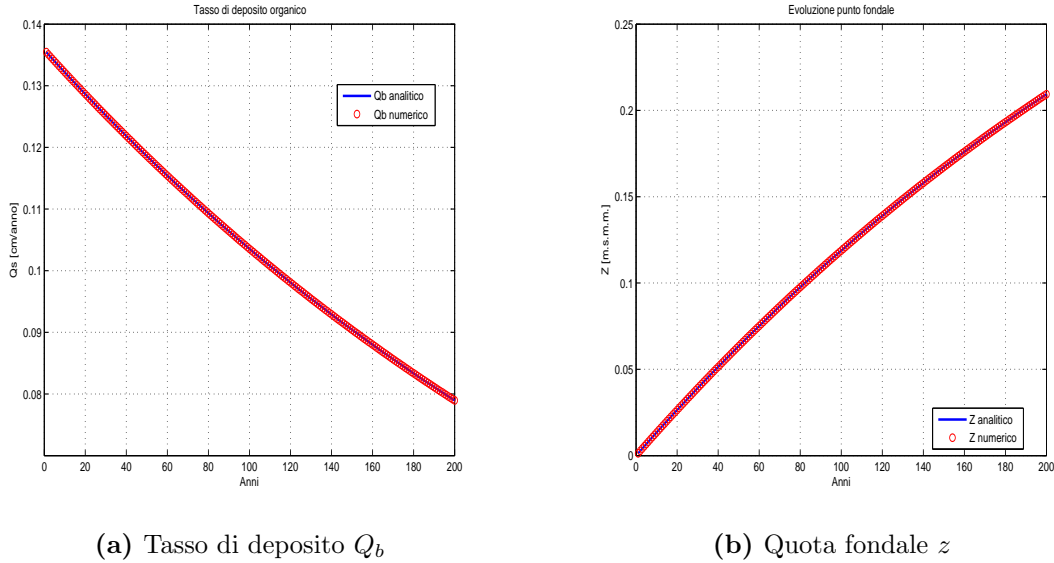 Tasso di deposito organico
0.14
0.13
0.12
0.11
0.1
0.09
0.08
Qs [cm/anno]
Qb analitico
Qb numerico
0 20 40 60 80 100 120 140 160 180 200
Anni
(a) Tasso di deposito Qb
Evoluzione punto fondale
0.25
0.2
0.15
0.1
0.05
0
Z [m.s.m.m.]
Z analitico
Z numerico
0 20 40 60 80 100 120 140 160 180 200
Anni
(b) Quota fondale z